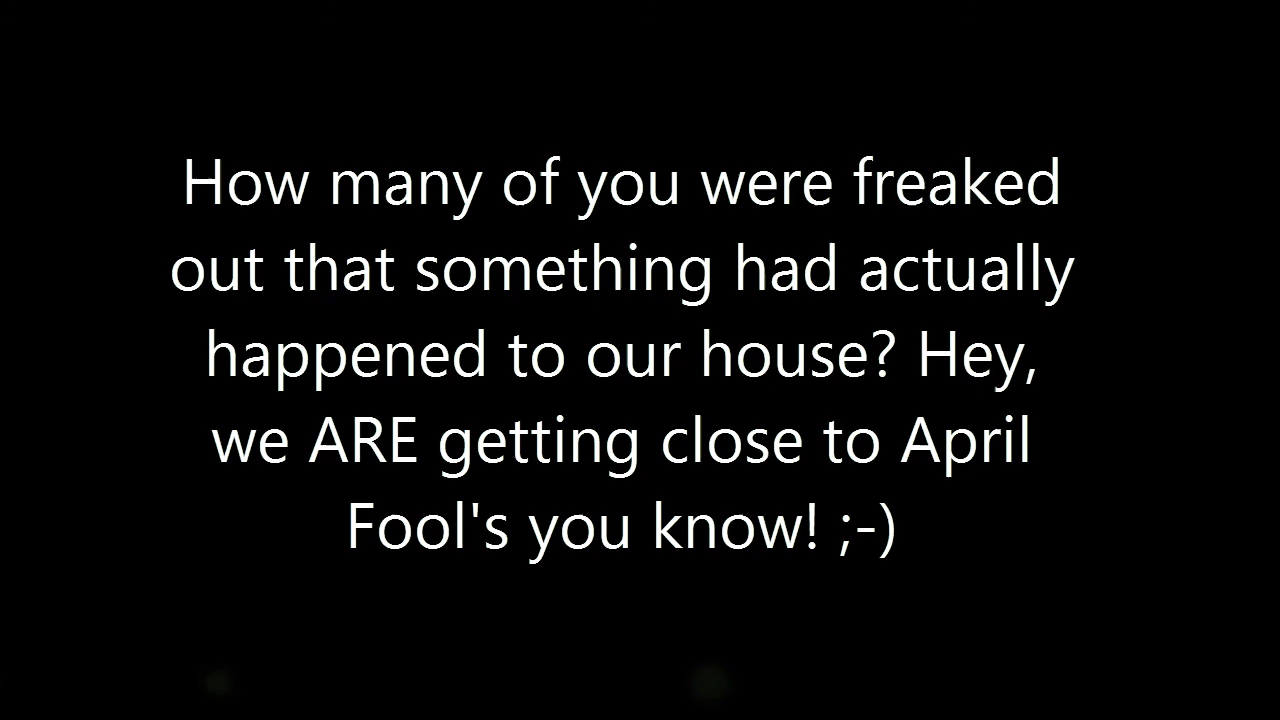 How many of you were freaked
out that something had actually
happened to our house? Hey,
we ARE getting close to April
Fool's you know! ;-)